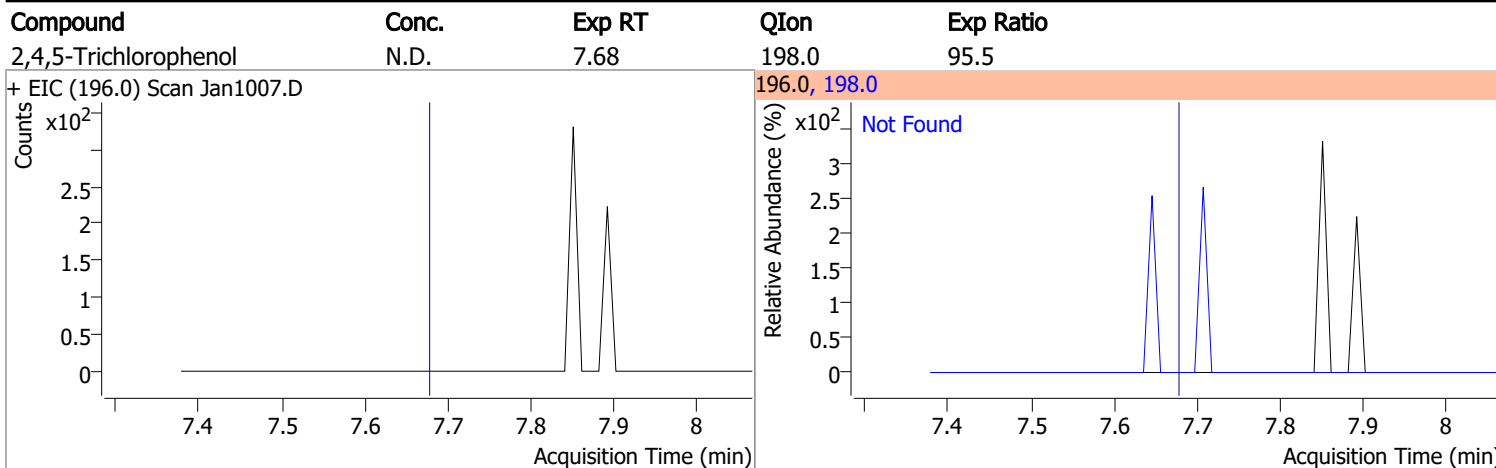 Compound Conc. Exp RT QIon Exp Ratio
2,4,5-Trichlorophenol N.D. 7.68 198.0 95.5
+ EIC (196.0) Scan Jan1007.D
Counts
x10²
2.5
2
1.5
1
0.5
0
7.4 7.5 7.6 7.7 7.8 7.9 8
Acquisition Time (min)
196.0, 198.0
Relative Abundance (%)
x10²
Not Found
3
2.5
2
1.5
1
0.5
0
7.4 7.5 7.6 7.7 7.8 7.9 8
Acquisition Time (min)